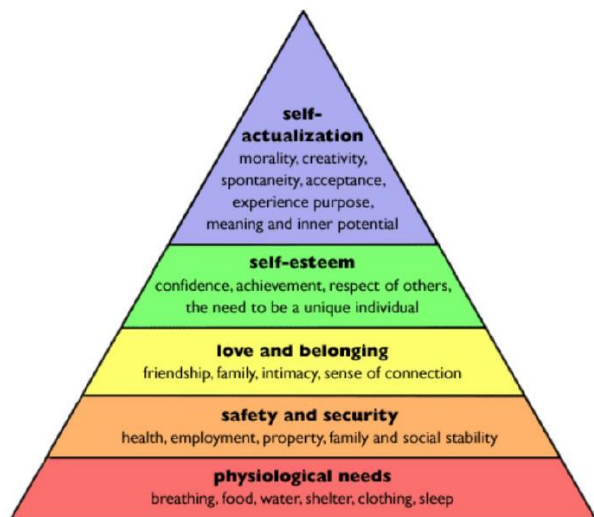 self-
actualization
morality, creativity,
spontaneity, acceptance,
experience purpose,
meaning and inner potential
self-esteem
confidence, achievement, respect of others,
the need to be a unique individual
love and belonging
friendship, family, intimacy, sense of connection
safety and security
health, employment, property, family and social stability
physiological needs
breathing, food, water, shelter, clothing, sleep